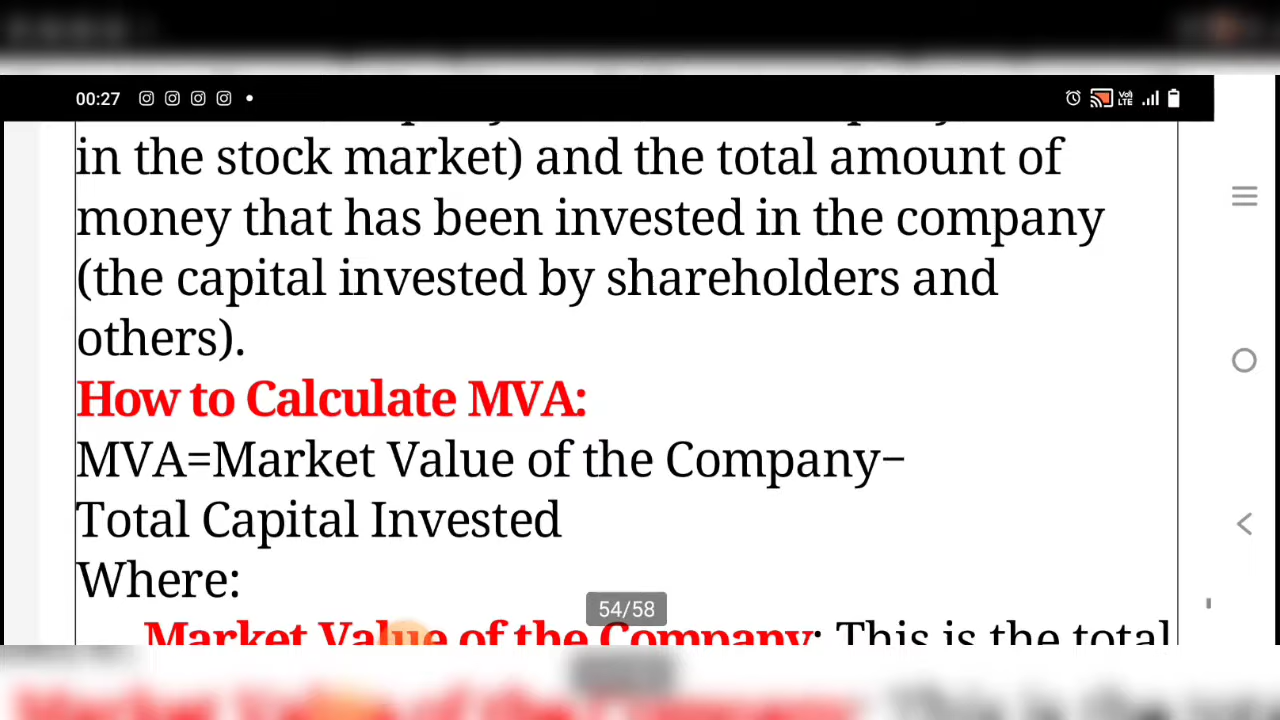 00:27
in the stock market) and the total amount of
money that has been invested in the company
(the capital invested by shareholders and
others).
How to Calculate MVA:
MVA=Market Value of the Company−
Total Capital Invested
Where:
54/58
Market Value of the Company: This is the total